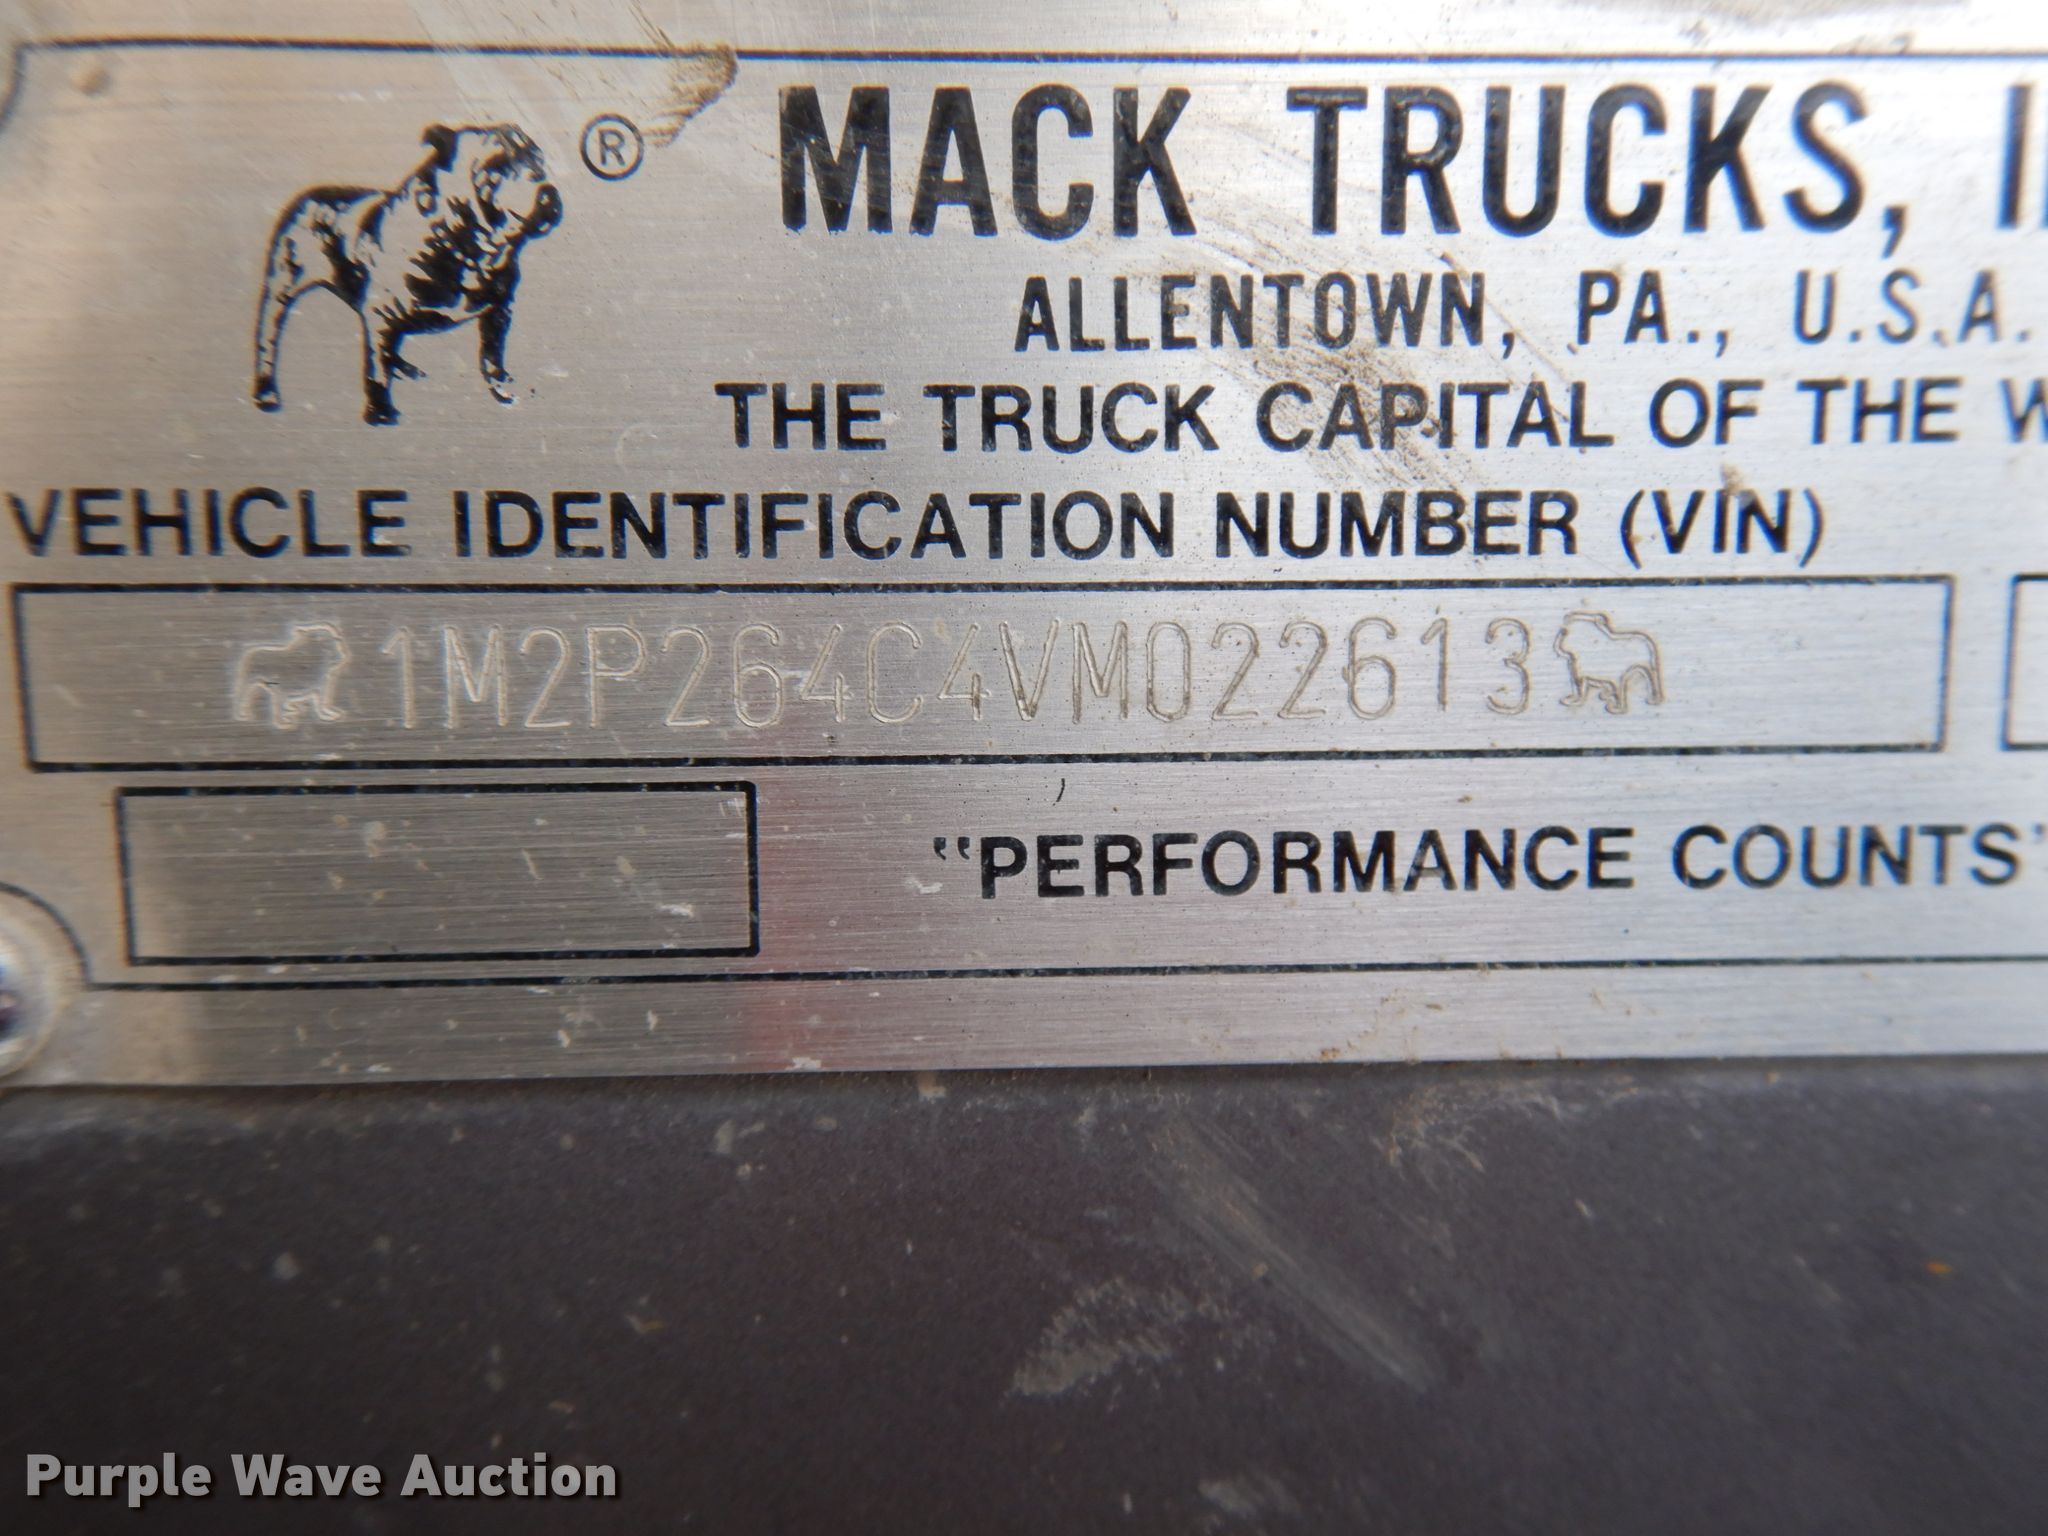 ®
MACK TRUCKS,
ALLENTOWN, PA., U.S.A.
THE TRUCK CAPITAL OF THE
VEHICLE IDENTIFICATION NUMBER (VIN)
1M2P264C4VM022613
"PERFORMANCE COUNTS"
Purple Wave Auction